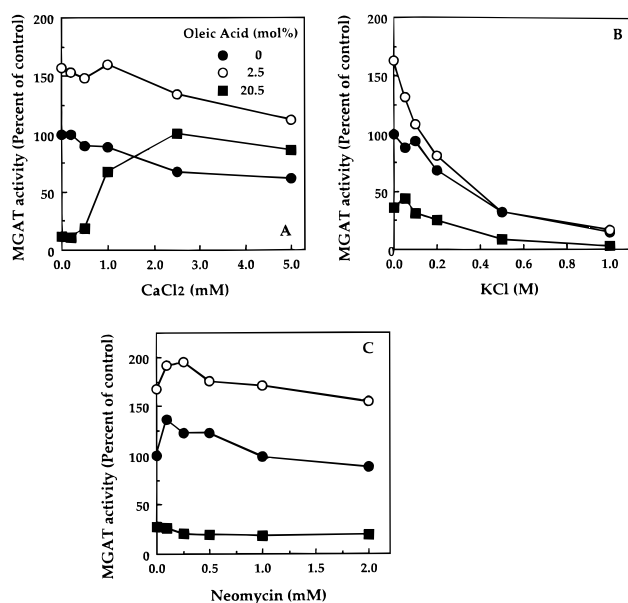 MGAT activity (Percent of control)
200
150
100
50
0
Oleic Acid (mol%)
0
2.5
20.5
A
0.0 1.0 2.0 3.0 4.0 5.0
CaCl2 (mM)
MGAT activity (Percent of control)
200
150
100
50
0
B
0.0 0.2 0.4 0.6 0.8 1.0
KCl (M)
MGAT activity (Percent of control)
200
150
100
50
0
C
0.0 0.5 1.0 1.5 2.0
Neomycin (mM)